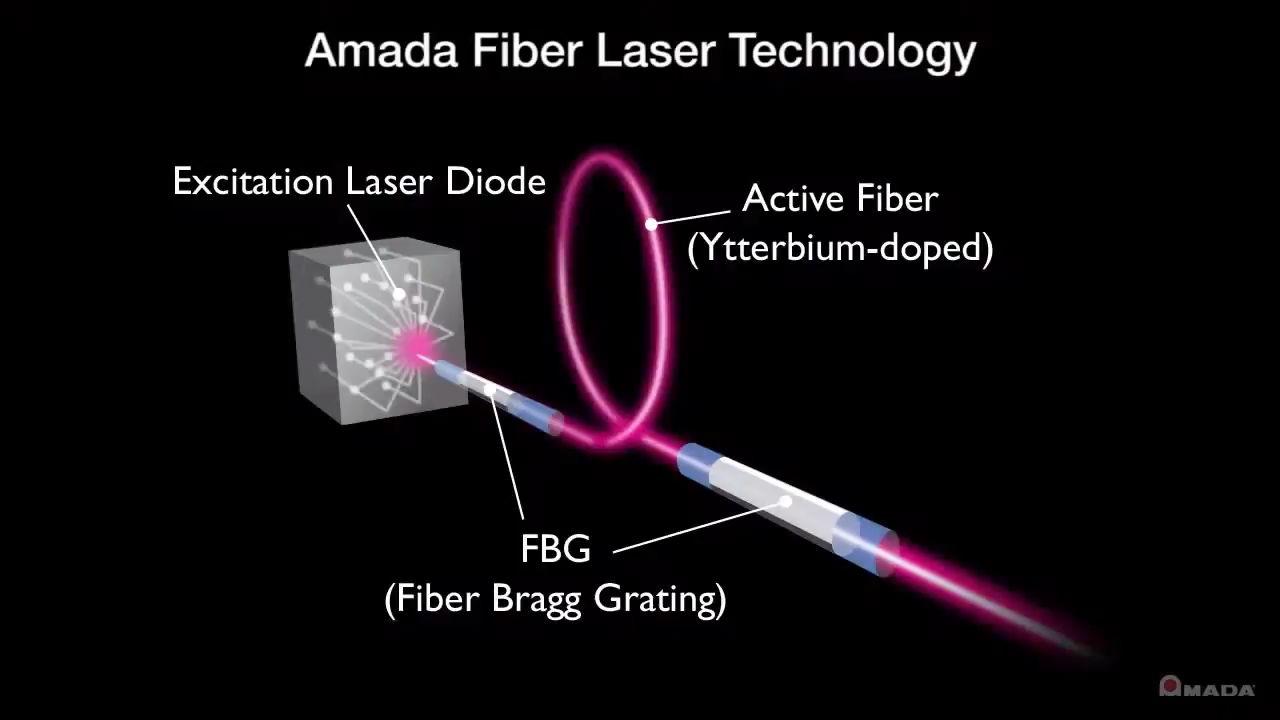 Amada Fiber Laser Technology
Excitation Laser Diode
Active Fiber
(Ytterbium-doped)
FBG
(Fiber Bragg Grating)
AMADA